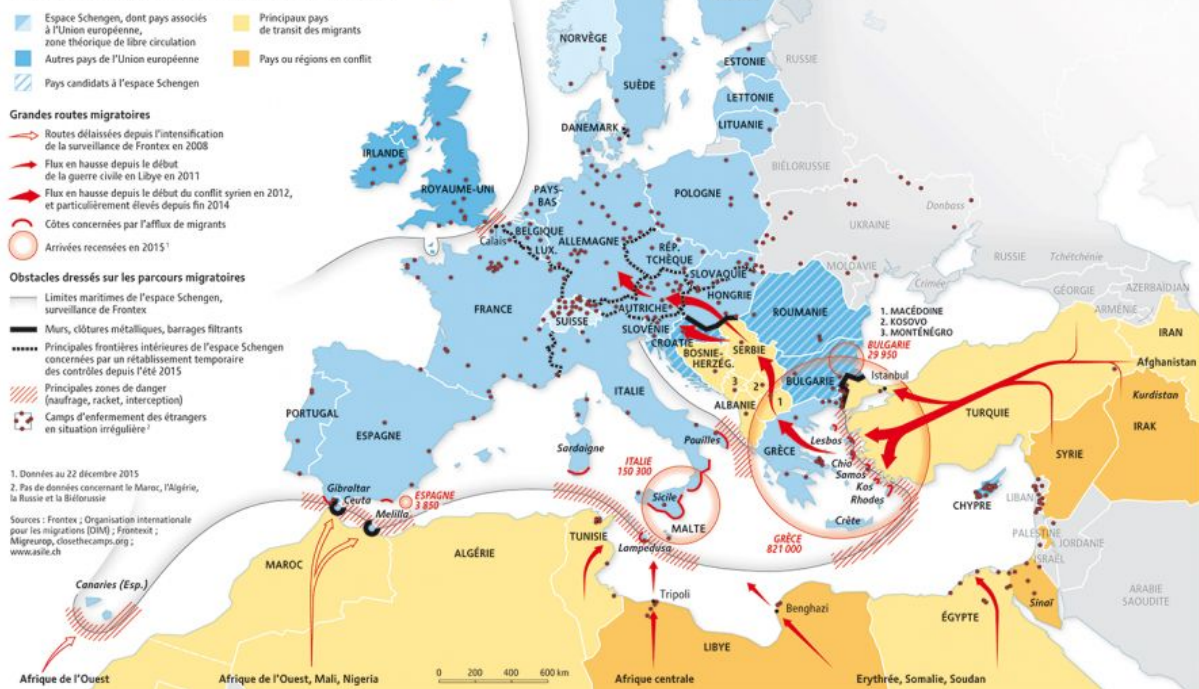 Espace Schengen, dont pays associés
à l'Union européenne,
zone théorique de libre circulation
Autres pays de l'Union européenne
Pays candidats à l'espace Schengen
Principaux pays
de transit des migrants
Pays ou régions en conflit
Grandes routes migratoires
Routes délaissées depuis l'intensification
de la surveillance de Frontex en 2008
Flux en hausse depuis le début
de la guerre civile en Libye en 2011
Flux en hausse depuis le début du conflit syrien en 2012,
et particulièrement élevés depuis fin 2014
Côtes concernées par l'afflux de migrants
Arrivées recensées en 2015¹
Obstacles dressés sur les parcours migratoires
Limites maritimes de l'espace Schengen,
surveillance de Frontex
Murs, clôtures métalliques, barrages filtrants
Principales frontières intérieures de l'espace Schengen
concernées par un rétablissement temporaire
des contrôles depuis l'été 2015
Principales zones de danger
(naufrage, racket, interception)
Camps d'enfermement des étrangers
en situation irrégulière²
1. Données au 22 décembre 2015
2. Pas de données concernant le Maroc, l'Algérie,
la Russie et la Biélorussie
Sources : Frontex ; Organisation internationale
pour les migrations (OIM) ; Frontexit ;
Migreurop, closethecamps.org ;
www.asile.ch
NORVÈGE
SUÈDE
ESTONIE
RUSSIE
LETTONIE
LITUANIE
DANEMARK
IRLANDE
ROYAUME-UNI
PAYS-
BAS
BIÉLORUSSIE
POLOGNE
Donbass
UKRAINE
Calais
BELGIQUE
LUX.
ALLEMAGNE
RÉP.
TCHÈQUE
SLOVAQUIE
MOLDAVIE
RUSSIE
Tchétchénie
Crimée
GÉORGIE
AZERBAÏDJAN
ARMÉNIE
FRANCE
SUISSE
AUTRICHE
HONGRIE
SLOVÉNIE
CROATIE
ROUMANIE
1. MACÉDOINE
2. KOSOVO
3. MONTÉNÉGRO
BOSNIE-
HERZÉG.
SERBIE
BULGARIE
29 950
IRAN
Afghanistan
ITALIE
3
2
1
BULGARIE
Istanbul
ALBANIE
TURQUIE
Kurdistan
IRAK
PORTUGAL
ESPAGNE
Sardaigne
Pouilles
GRÈCE
Lesbos
Chio
Samos
Kos
Rhodes
SYRIE
ITALIE
150 300
Gibraltar
Ceuta
Melilla
ESPAGNE
3 850
Sicile
MALTE
Crète
GRÈCE
821 000
CHYPRE
LIBAN
PALESTINE
ISRAËL
JORDANIE
MAROC
ALGÉRIE
TUNISIE
Lampedusa
Canaries (Esp.)
Tripoli
Benghazi
ÉGYPTE
Sinaï
ARABIE
SAOUDITE
LIBYE
0 200 400 600 km
Afrique de l'Ouest
Afrique de l'Ouest, Mali, Nigeria
Afrique centrale
Erythrée, Somalie, Soudan